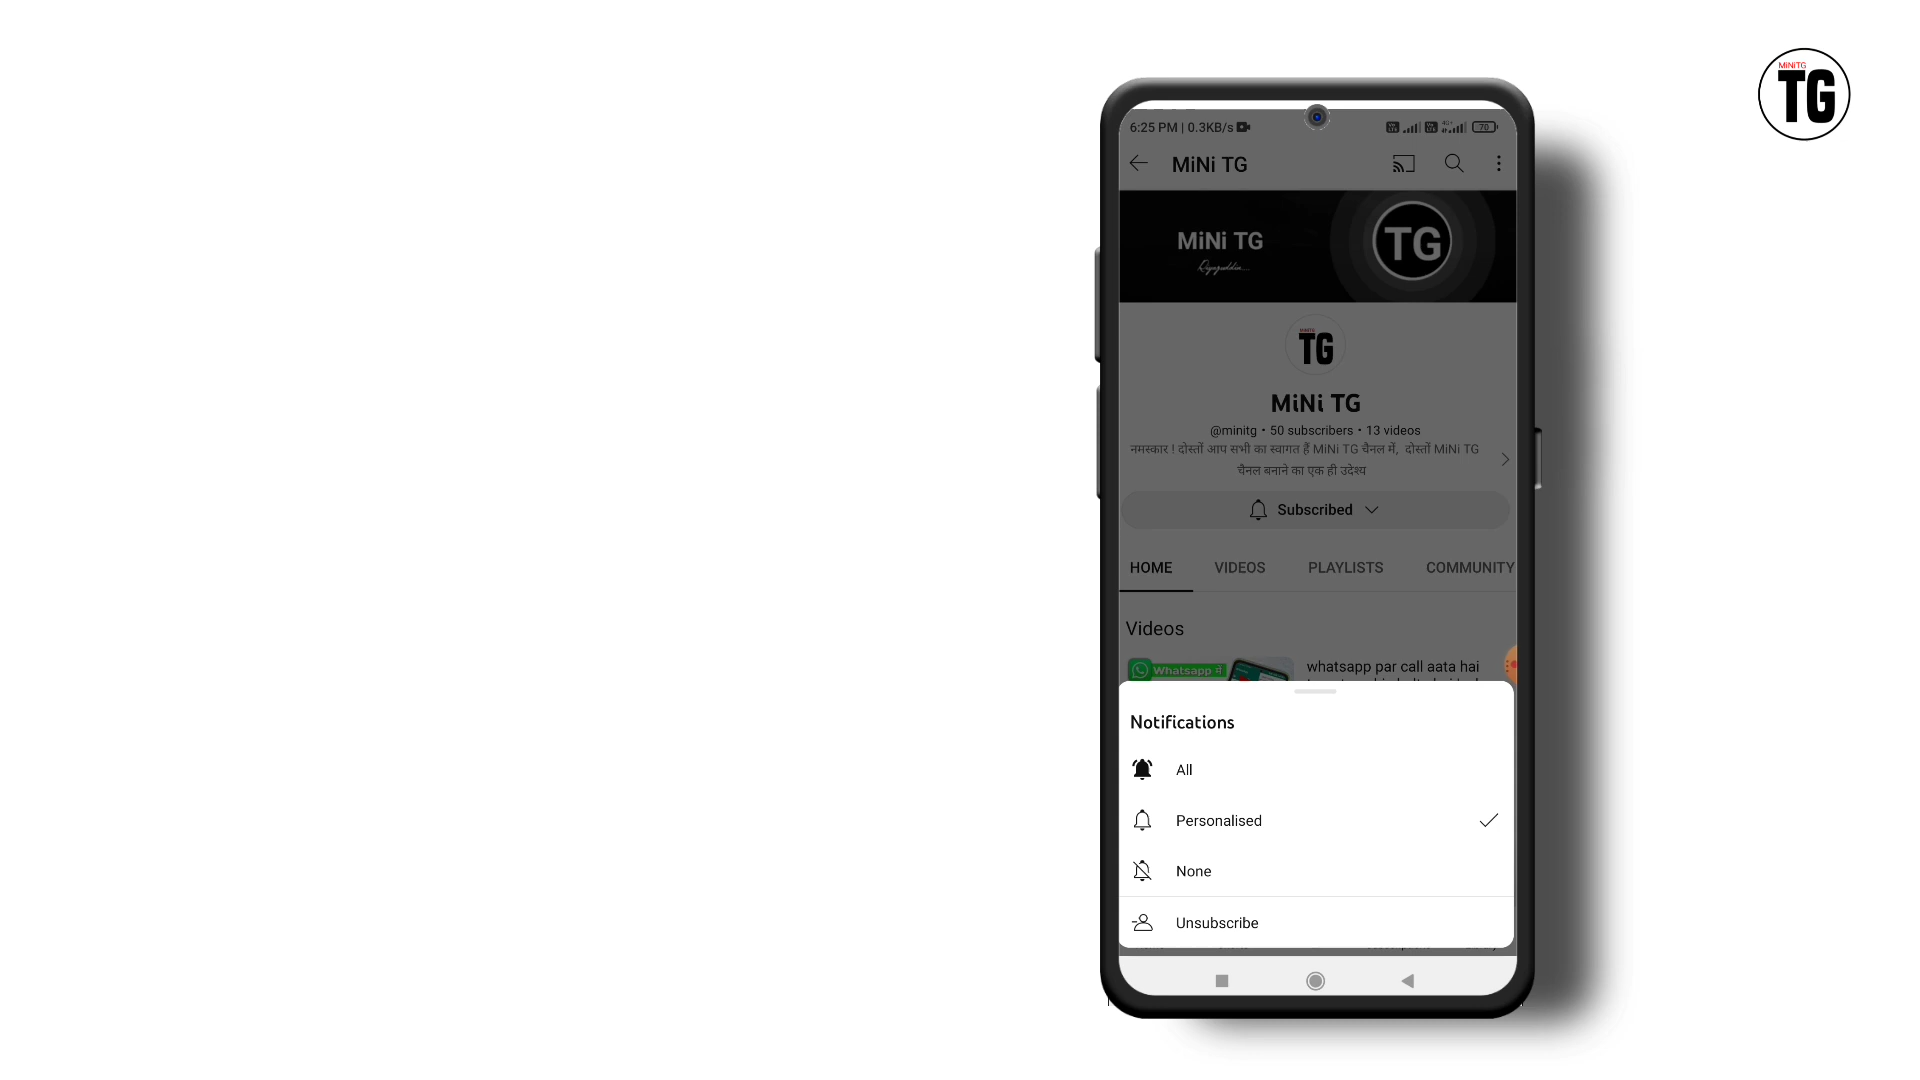 MiNiTG
TG
6:25 PM | 0.3KB/s
4G+
70
MiNi TG
MiNi TG
TG
TG
MiNi TG
@minitg • 50 subscribers • 13 videos
नमस्कार ! दोस्तों आप सभी का स्वागत हैं MiNi TG चैनल में, दोस्तों MiNi TG
चैनल बनाने का एक ही उदेश्य
Subscribed
HOME VIDEOS PLAYLISTS COMMUNITY
Videos
Whatsapp में
whatsapp par call aata hai
Notifications
All
Personalised
None
Unsubscribe